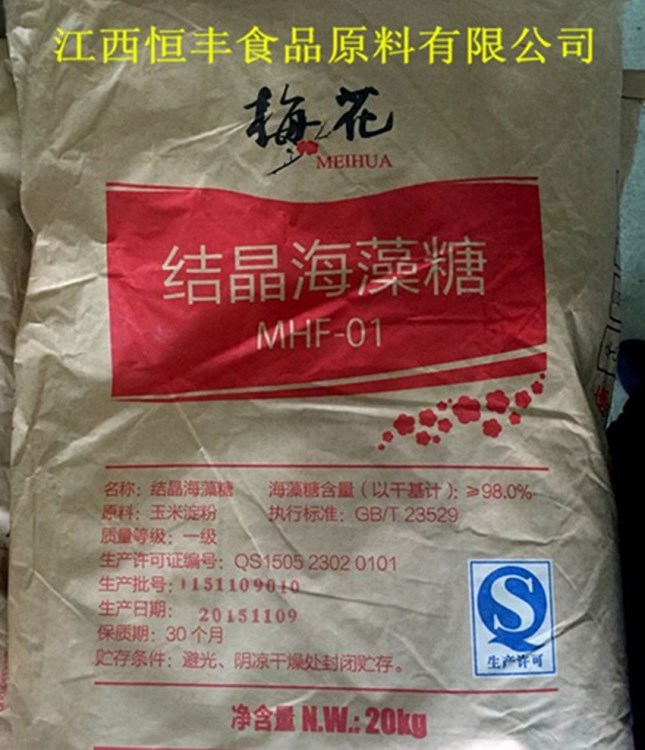 江西恒丰食品原料有限公司
梅花
MEIHUA
结晶海藻糖
MHF-01
名称：结晶海藻糖 海藻糖含量（以干基计）：≥98.0%
原料：玉米淀粉 执行标准：GB/T 23529
质量等级：一级
生产许可证编号：QS1505 2302 0101
生产批号：1151109010
生产日期：20151109
保质期：30个月
贮存条件：避光、阴凉干燥处封闭贮存。
S
生产许可
净含量 N.W.: 20kg